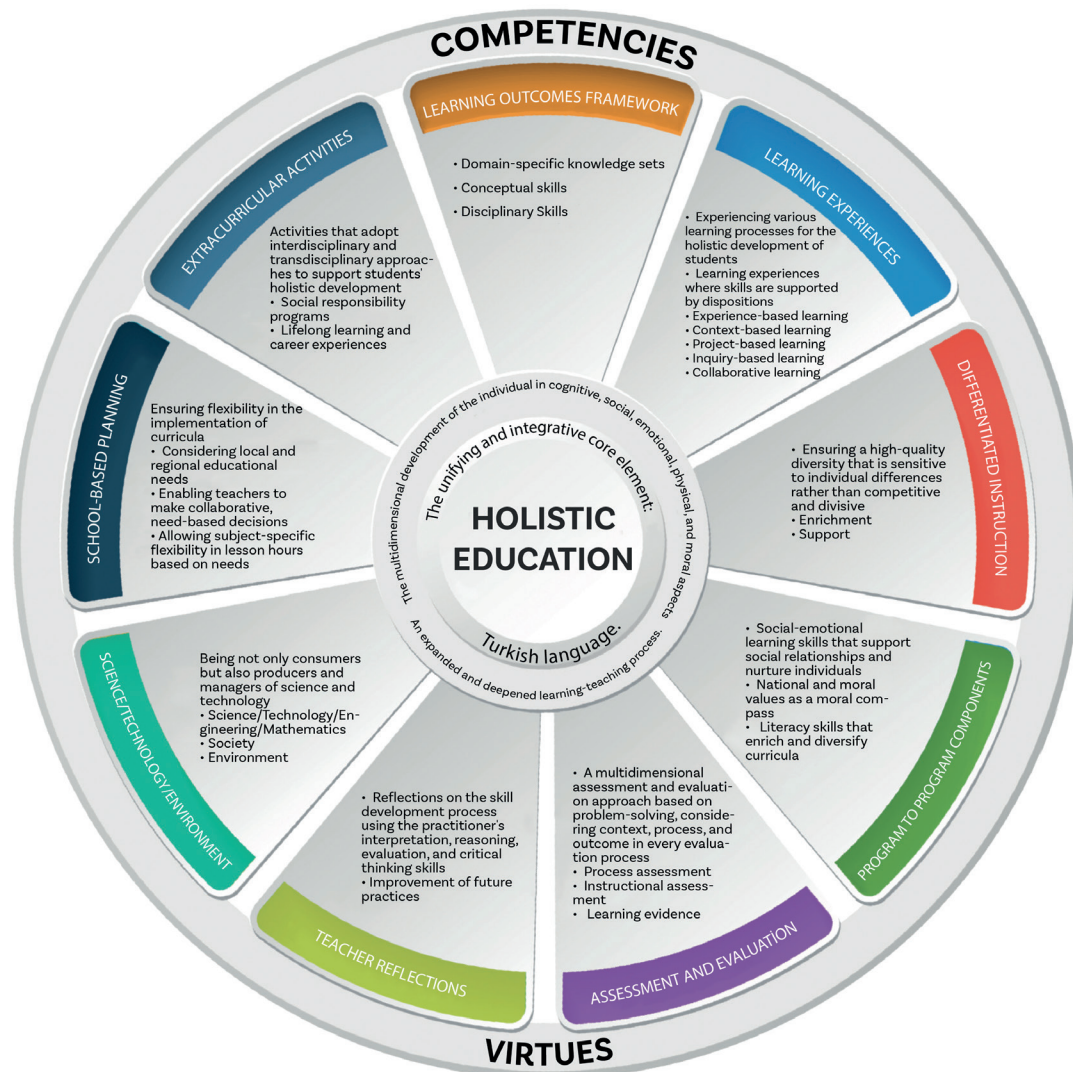 COMPETENCIES
LEARNING OUTCOMES FRAMEWORK
• Domain-specific knowledge sets
• Conceptual skills
• Disciplinary Skills
LEARNING EXPERIENCES
• Experiencing various
learning processes for the
holistic development of
students
• Learning experiences
where skills are supported
by dispositions
• Experience-based learning
• Context-based learning
• Project-based learning
• Inquiry-based learning
• Collaborative learning
DIFFERENTIATED INSTRUCTION
• Ensuring a high-quality
diversity that is sensitive
to individual differences
rather than competitive
and divisive
• Enrichment
• Support
PROGRAM TO PROGRAM COMPONENTS
• Social-emotional
learning skills that support
social relationships and
nurture individuals
• National and moral
values as a moral com-
pass
• Literacy skills that
enrich and diversify
curricula
ASSESSMENT AND EVALUATİON
• A multidimensional
assessment and evaluati-
on approach based on
problem-solving, conside-
ring context, process, and
outcome in every evalua-
tion process
• Process assessment
• Instructional assess-
ment
• Learning evidence
TEACHER REFLECTIONS
• Reflections on the skill
development process
using the practitioner's
interpretation, reasoning,
evaluation, and critical
thinking skills
• Improvement of future
practices
SCIENCE/TECHNOLOGY/ENVIRONMENT
Being not only consumers
but also producers and
managers of science and
technology
• Science/Technology/En-
gineering/Mathematics
• Society
• Environment
SCHOOL-BASED PLANNING
Ensuring flexibility in the
implementation of
curricula
• Considering local and
regional educational
needs
• Enabling teachers to
make collaborative,
need-based decisions
• Allowing subject-specific
flexibility in lesson hours
based on needs
EXTRACURRICULAR ACTIVITIES
Activities that adopt
interdisciplinary and
transdisciplinary approac-
hes to support students'
holistic development
• Social responsibility
programs
• Lifelong learning and
career experiences
The multidimensional development of the individual in cognitive, social, emotional, physical, and moral aspects
An expanded and deepened learning-teaching process.
The unifying and integrative core element:
HOLISTIC
EDUCATION
Turkish language.
VIRTUES